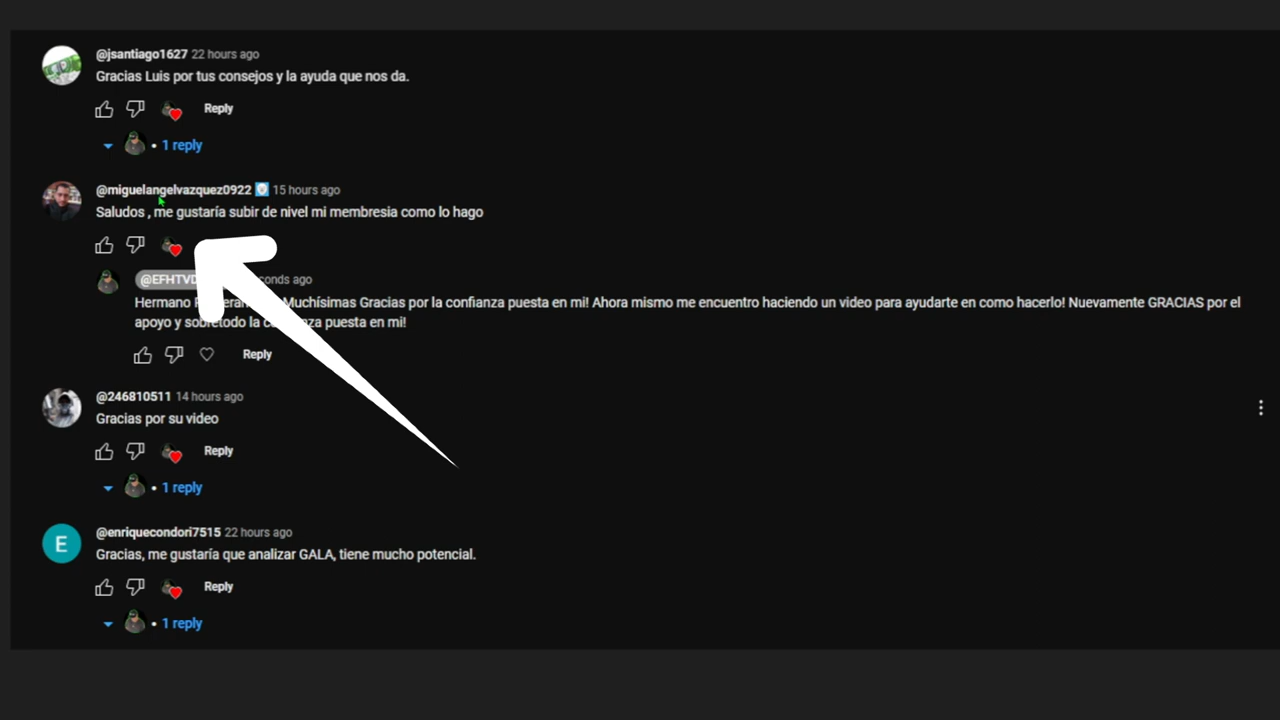 @jsantiago1627 22 hours ago
Gracias Luis por tus consejos y la ayuda que nos da.
Reply
• 1 reply
@miguelangelvazquez0922 15 hours ago
Saludos , me gustaría subir de nivel mi membresia como lo hago
ago
Hermano Muchísimas Gracias por la confianza puesta en mi! Ahora mismo me encuentro haciendo un video para ayudarte en como hacerlo! Nuevamente GRACIAS por el
apoyo y sobretodo la confianza puesta en mi!
Reply
@246810511 14 hours ago
Gracias por su video
Reply
• 1 reply
E
@enriquecondori7515 22 hours ago
Gracias, me gustaría que analizar GALA, tiene mucho potencial.
Reply
• 1 reply